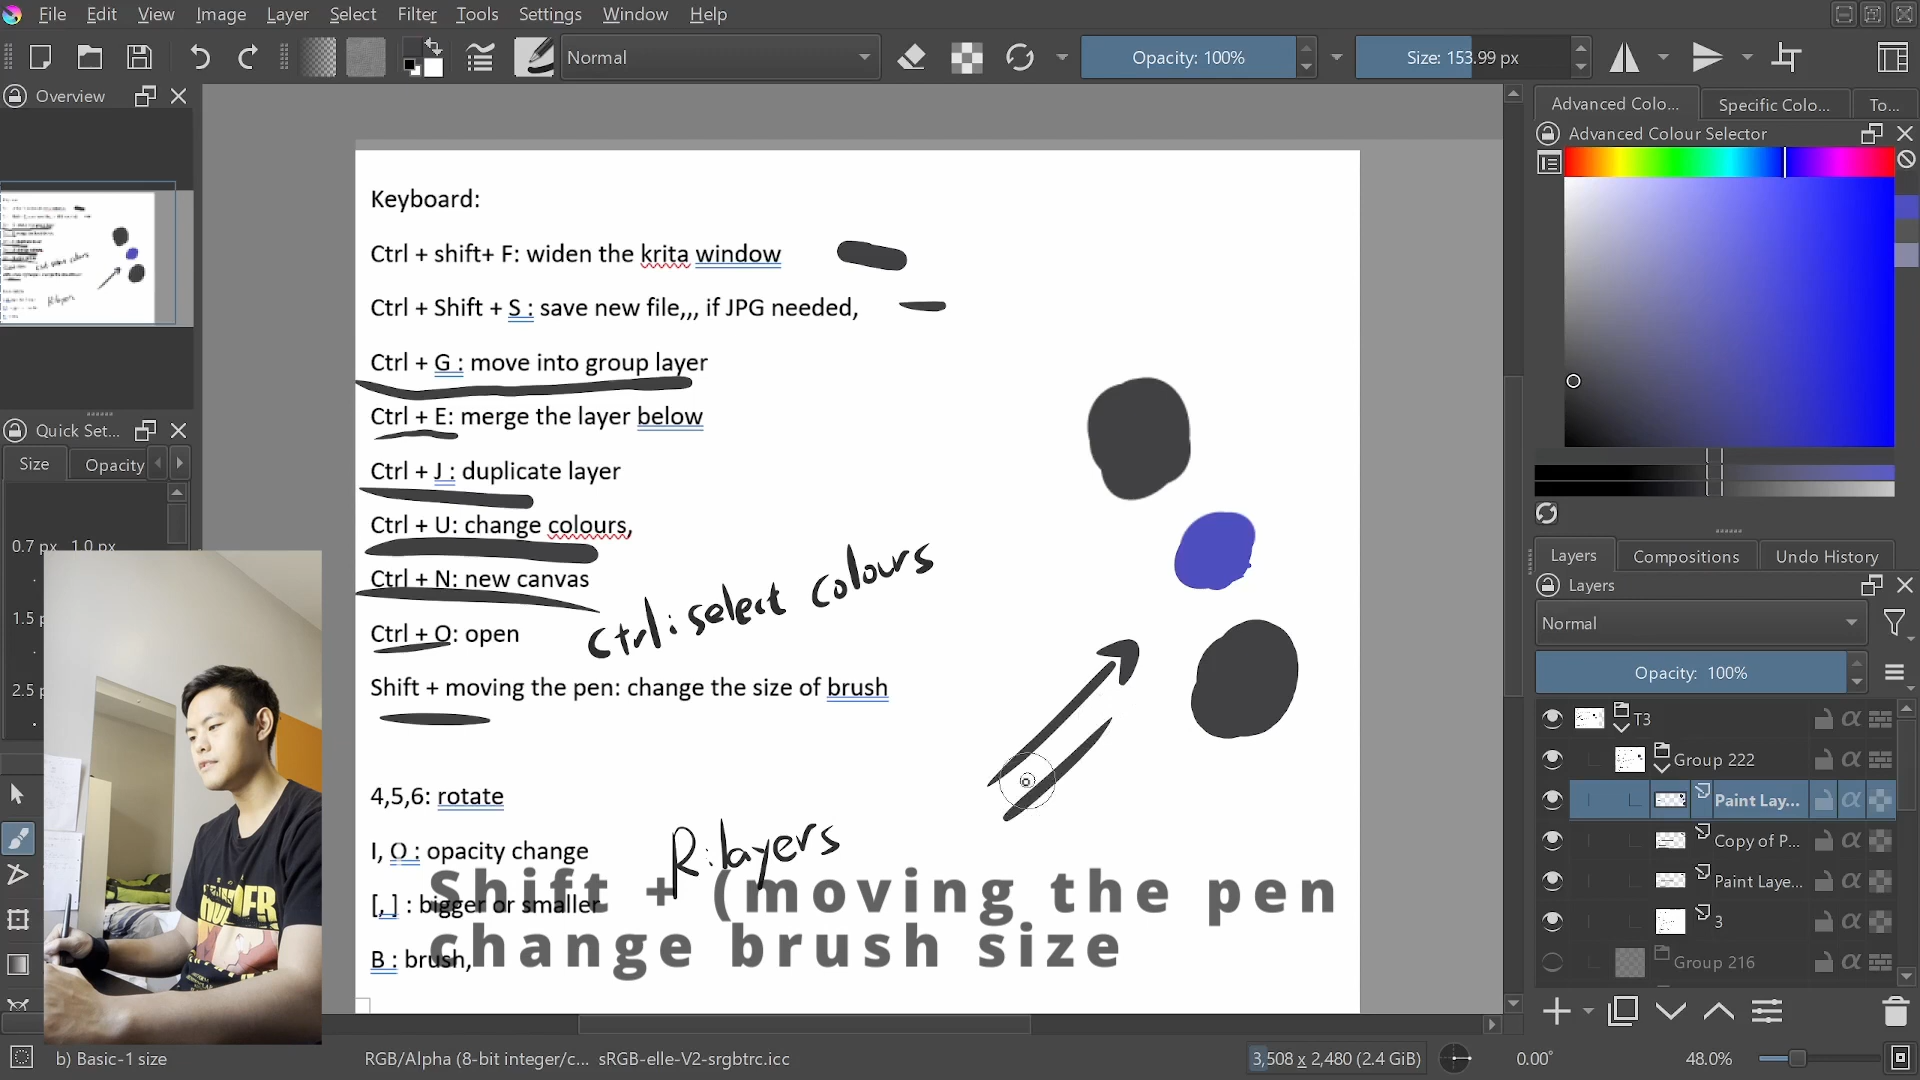 File Edit View Image Layer Select Filter Tools Settings Window Help
Normal
Opacity: 100%
Size: 153.99 px
Overview
Quick Set...
Size
Opacity
0.7 px 1.0 px
1.5 p
2.5 p
Keyboard:
Ctrl + shift+ F: widen the krita window
Ctrl + Shift + S : save new file,,, if JPG needed,
Ctrl + G : move into group layer
Ctrl + E: merge the layer below
Ctrl + J : duplicate layer
Ctrl + U: change colours,
Ctrl + N: new canvas
Ctrl + O: open
Ctrl: select colours
Shift + moving the pen: change the size of brush
4,5,6: rotate
I, O : opacity change
R: layers
[, ] : bigger or smaller
B : brush,
Shift + (moving the pen
change brush size
Advanced Colo...
Specific Colo...
To...
Advanced Colour Selector
Layers
Compositions
Undo History
Layers
Normal
Opacity: 100%
T3
Group 222
Paint Lay...
Copy of P...
Paint Laye...
3
Group 216
b) Basic-1 size
RGB/Alpha (8-bit integer/c... sRGB-elle-V2-srgbtrc.icc
3,508 x 2,480 (2.4 GiB)
0.00°
48.0%